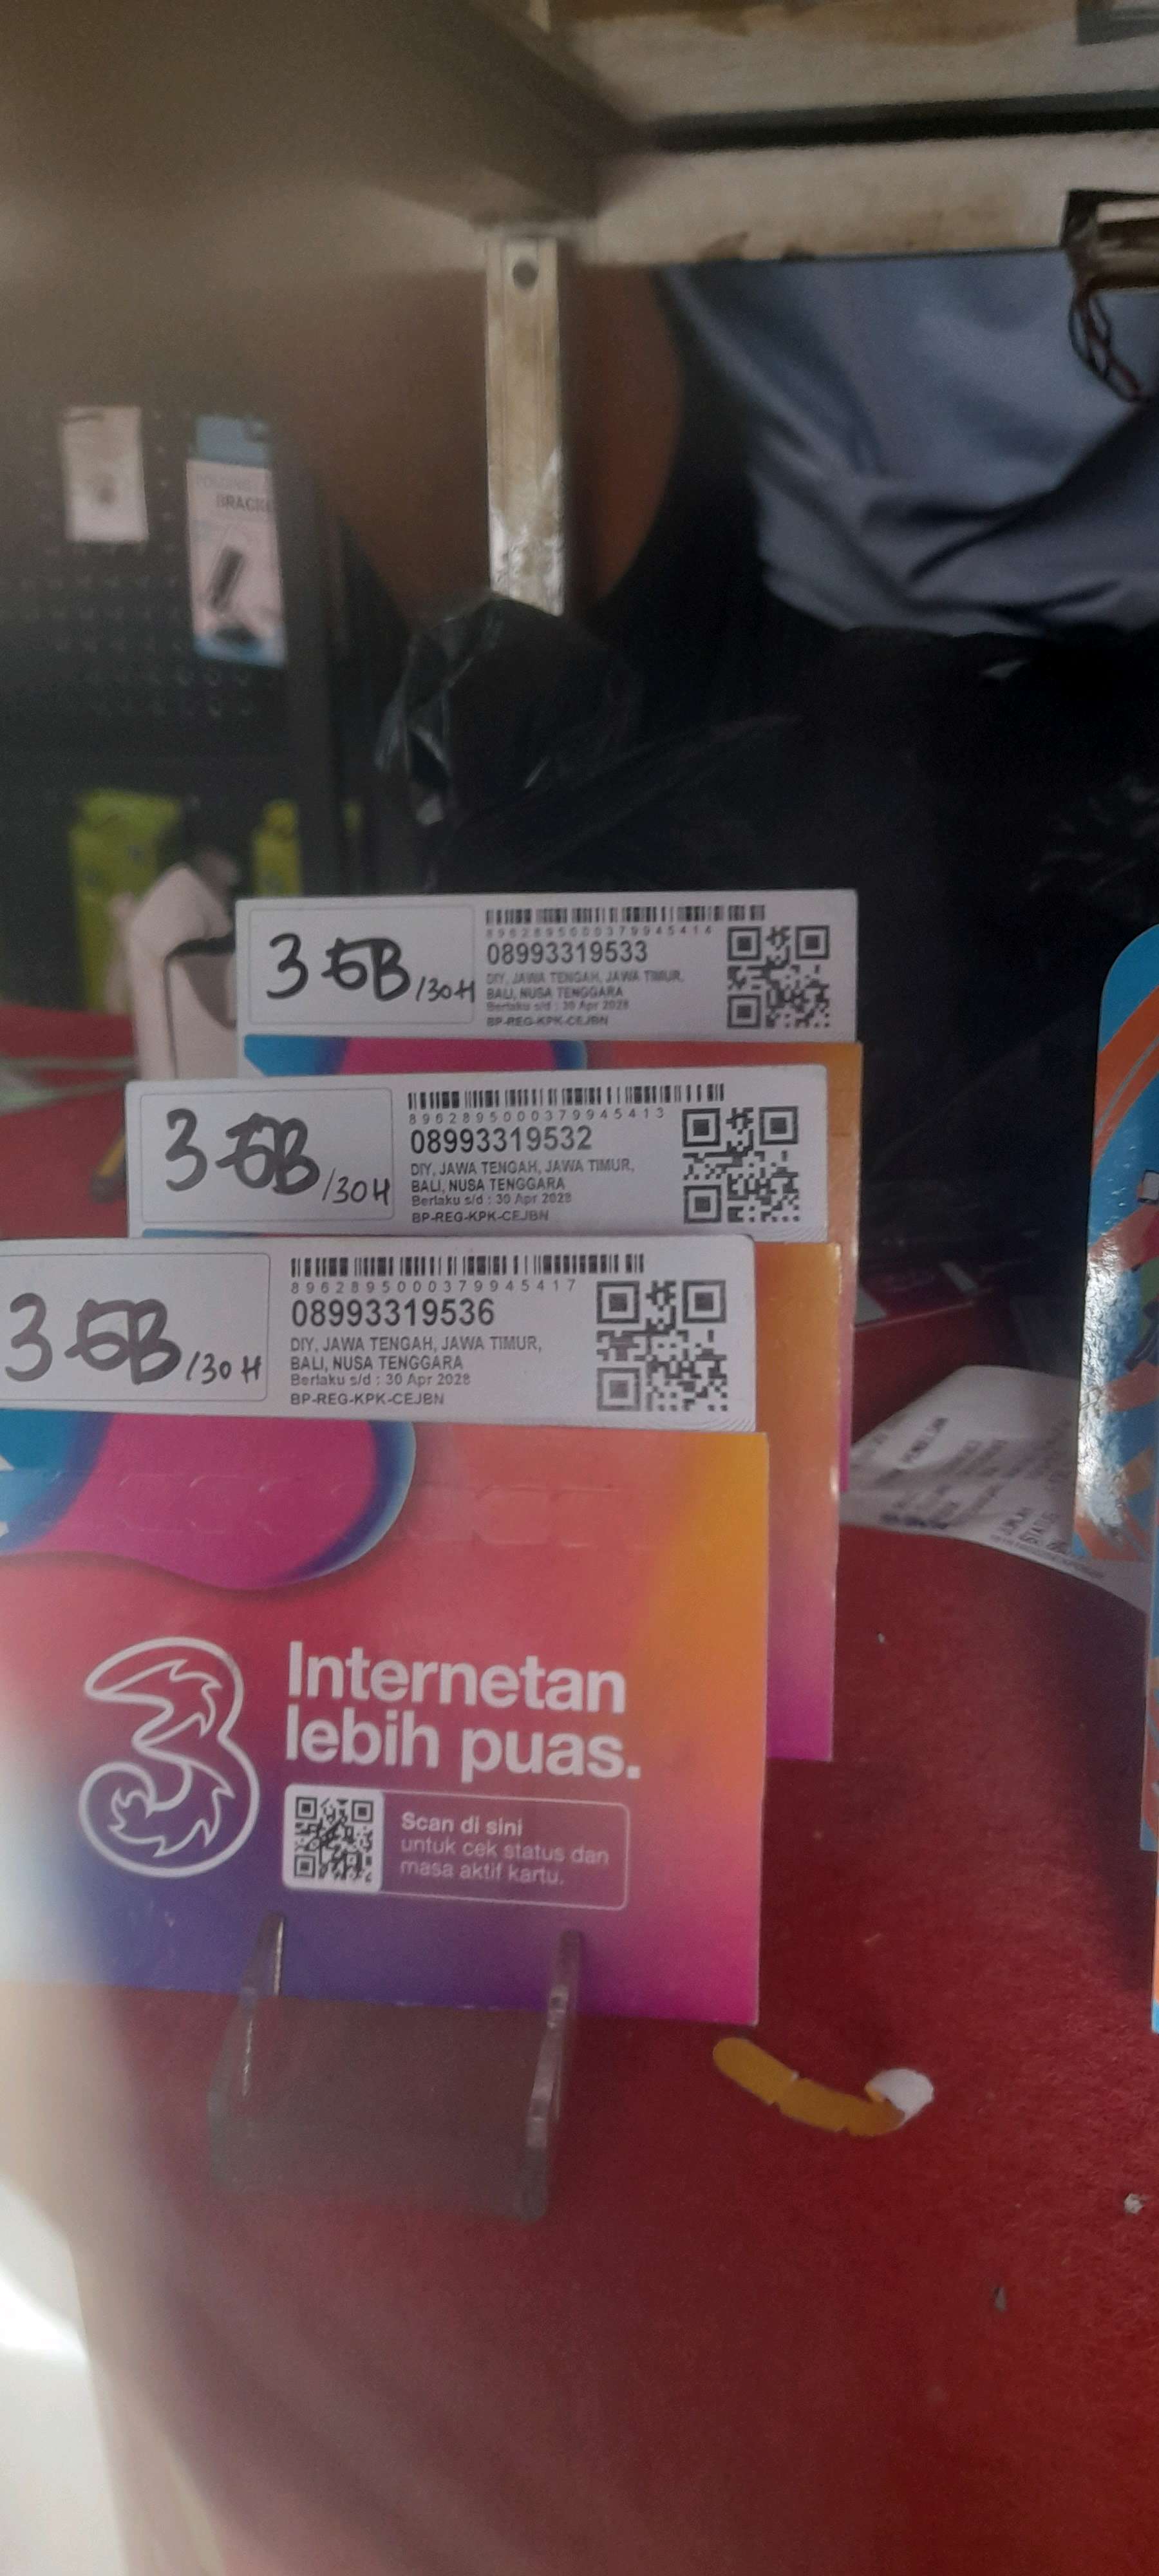 BRACK
8962895000379945414
3 GB /30 H
08993319533
DIY, JAWA TENGAH, JAWA TIMUR,
BALI, NUSA TENGGARA
Berlaku s/d : 30 Apr 2028
BP-REG-KPK-CEJBN
8962895000379945413
3 GB /30 H
08993319532
DIY, JAWA TENGAH, JAWA TIMUR,
BALI, NUSA TENGGARA
Berlaku s/d : 30 Apr 2028
BP-REG-KPK-CEJBN
8962895000379945417
3 GB /30 H
08993319536
DIY, JAWA TENGAH, JAWA TIMUR,
BALI, NUSA TENGGARA
Berlaku s/d : 30 Apr 2028
BP-REG-KPK-CEJBN
3
Internetan
lebih puas.
Scan di sini
untuk cek status dan
masa aktif kartu.